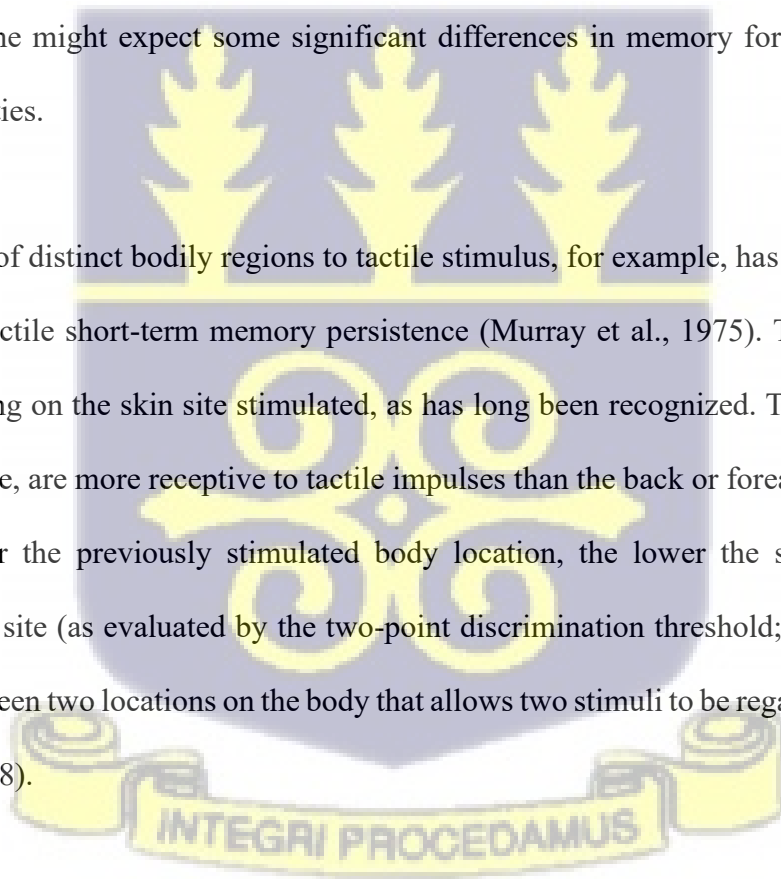 ne might expect some significant differences in memory for
ties.
of distinct bodily regions to tactile stimulus, for example, has
ctile short-term memory persistence (Murray et al., 1975). T
ng on the skin site stimulated, as has long been recognized. T
e, are more receptive to tactile impulses than the back or forea
r the previously stimulated body location, the lower the s
site (as evaluated by the two-point discrimination threshold;
een two locations on the body that allows two stimuli to be rega
8).
INTEGRI PROCEDAMUS